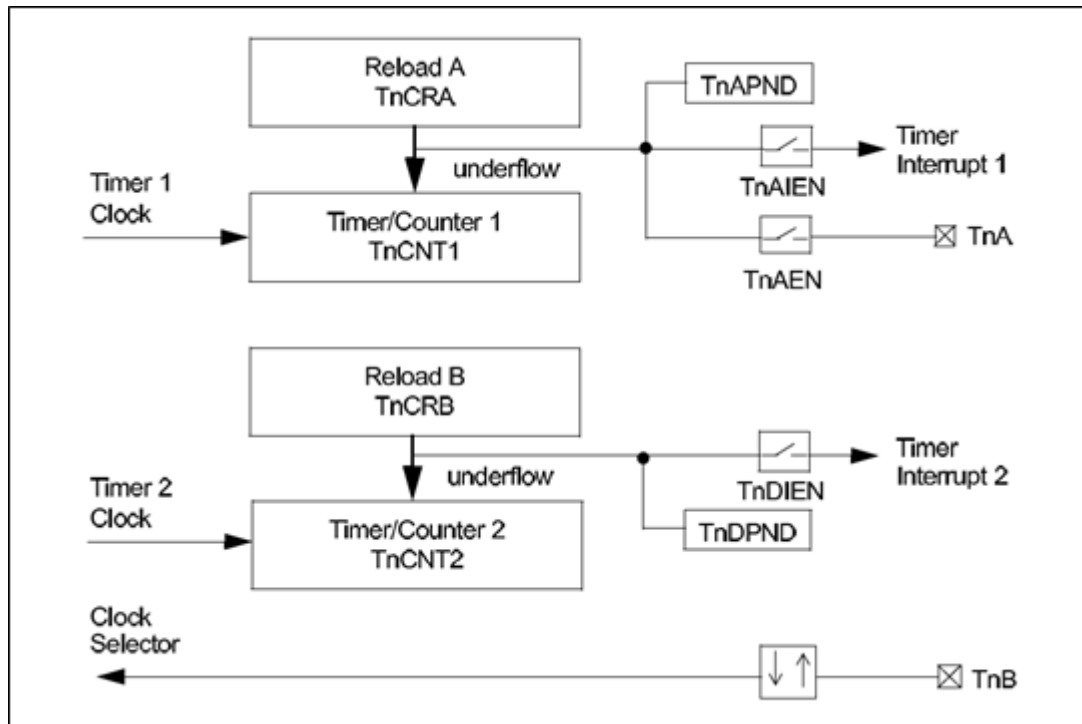 Reload A
TnCRA
TnAPND
underflow
Timer
Interrupt 1
TnAIEN
Timer 1
Clock
Timer/Counter 1
TnCNT1
TnA
TnAEN
Reload B
TnCRB
underflow
Timer
Interrupt 2
TnDIEN
Timer 2
Clock
Timer/Counter 2
TnCNT2
TnDPND
Clock
Selector
TnB